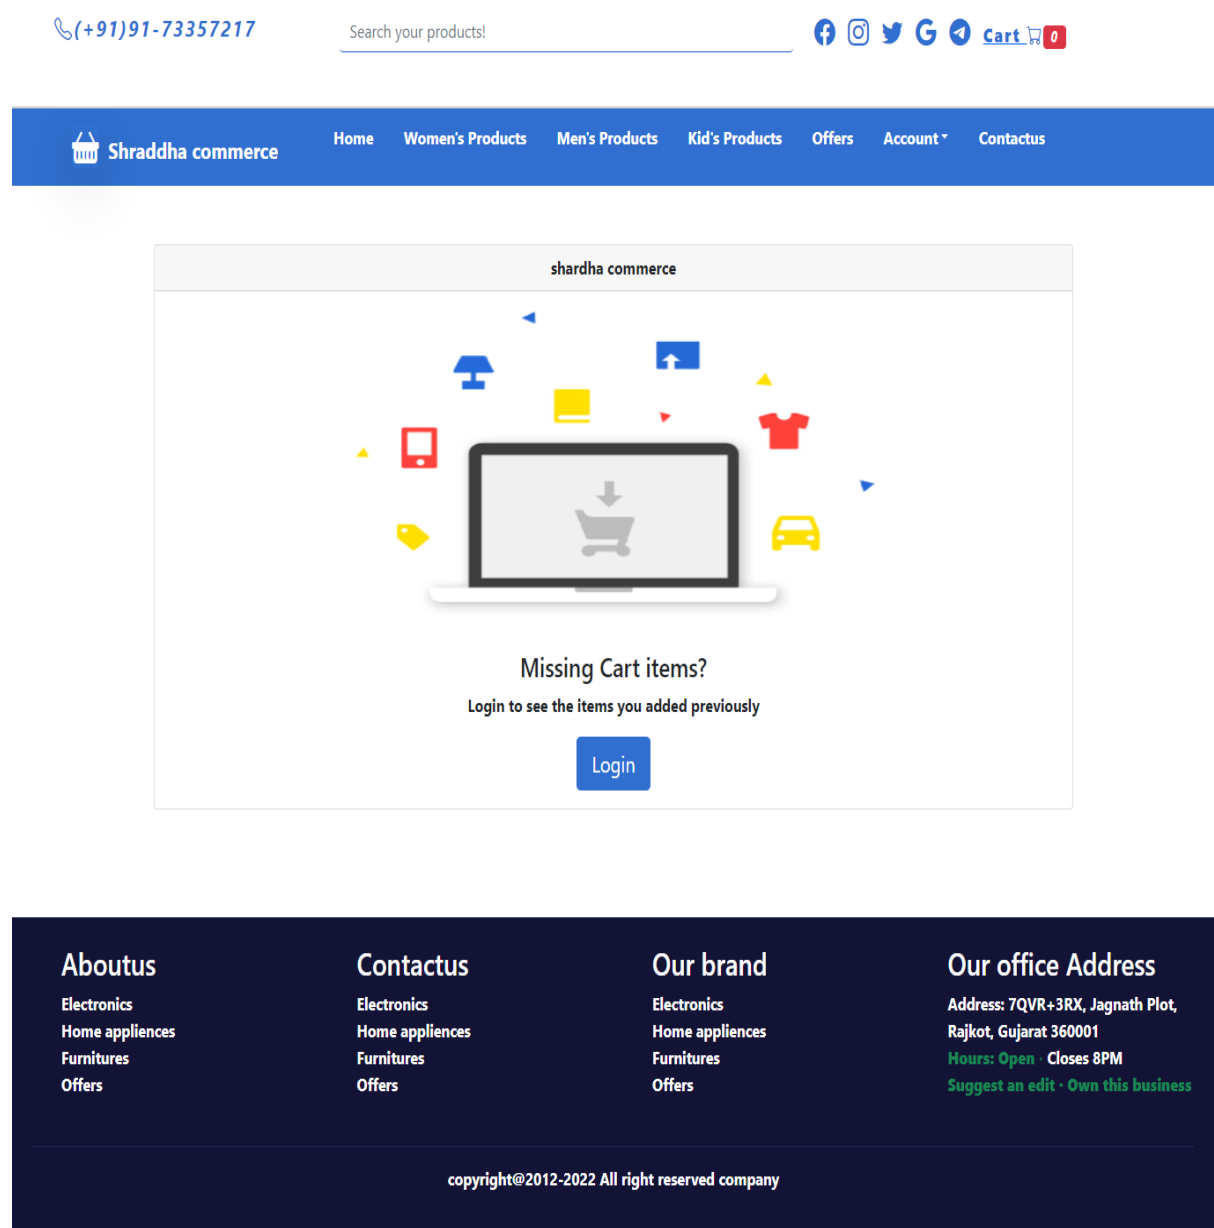 (+91)91-73357217
Search your products!
Cart 0
Shraddha commerce
Home Women's Products Men's Products Kid's Products Offers Account Contactus
shardha commerce
Missing Cart items?
Login to see the items you added previously
Login
Aboutus
Electronics
Home appliences
Furnitures
Offers
Contactus
Electronics
Home appliences
Furnitures
Offers
Our brand
Electronics
Home appliences
Furnitures
Offers
Our office Address
Address: 7QVR+3RX, Jagnath Plot,
Rajkot, Gujarat 360001
Hours: Open · Closes 8PM
Suggest an edit · Own this business
copyright@2012-2022 All right reserved company